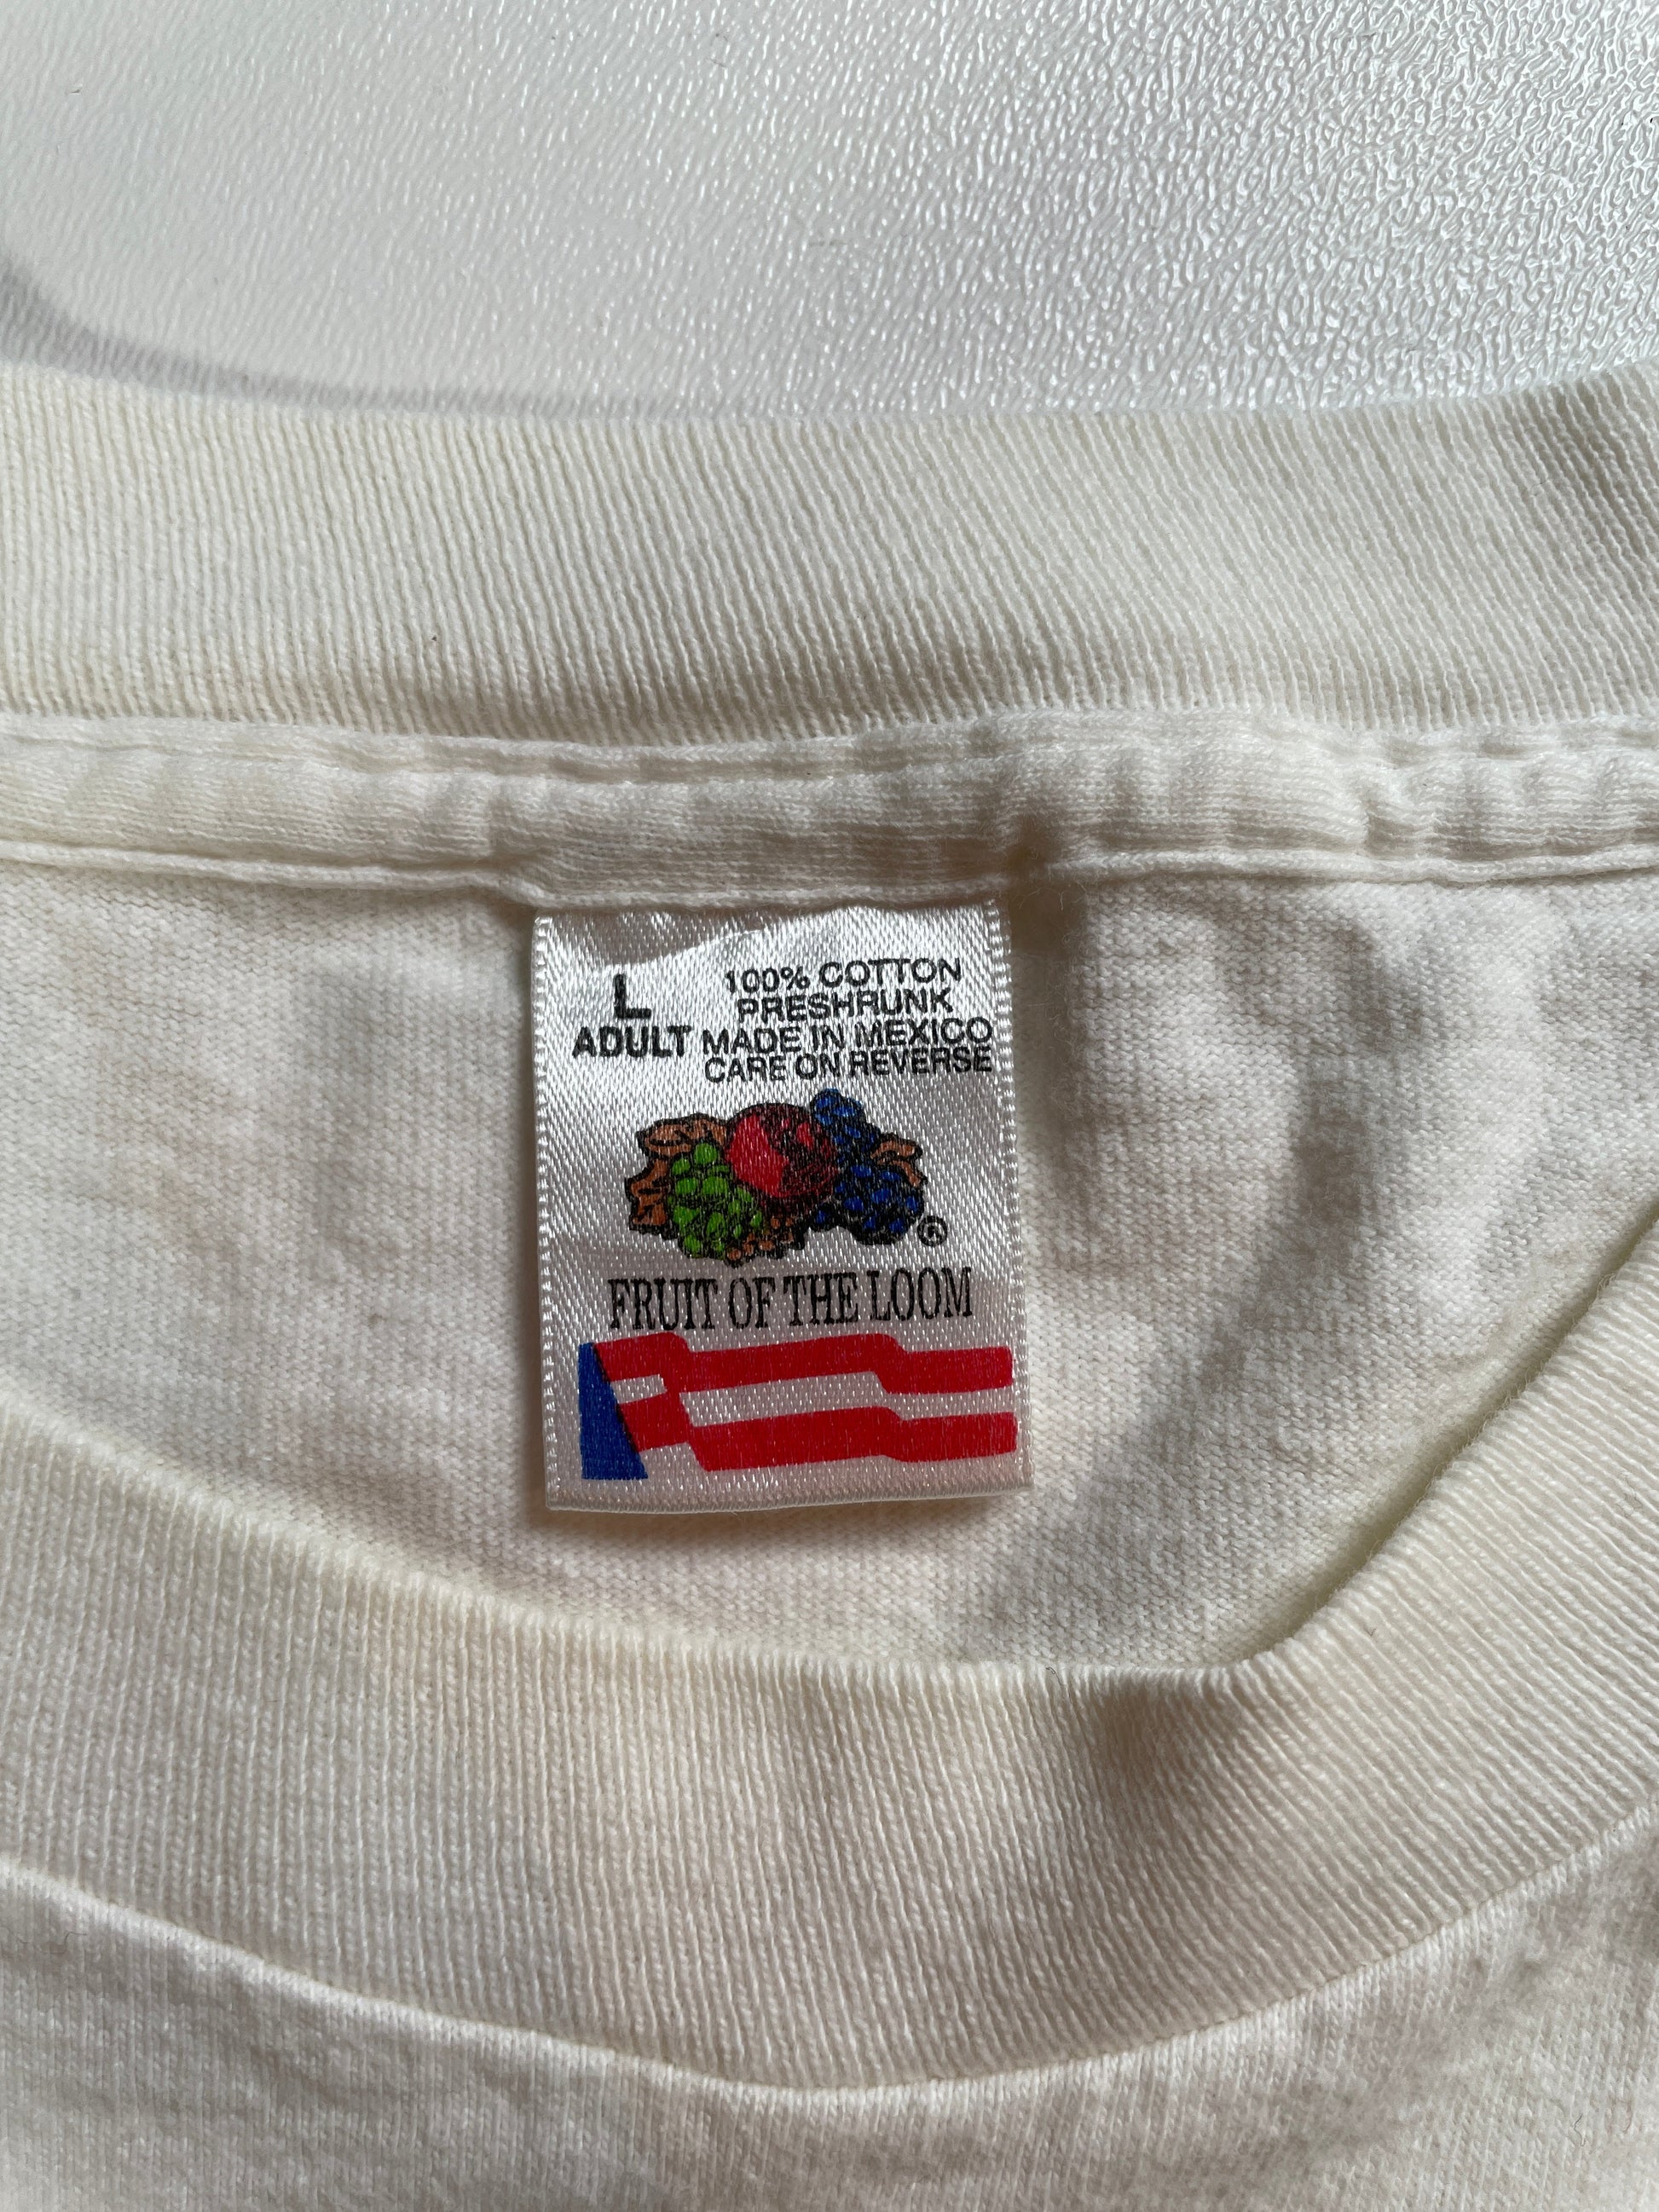 L
ADULT
100% COTTON
PRESHRUNK
MADE IN MEXICO
CARE ON REVERSE
®
FRUIT OF THE LOOM